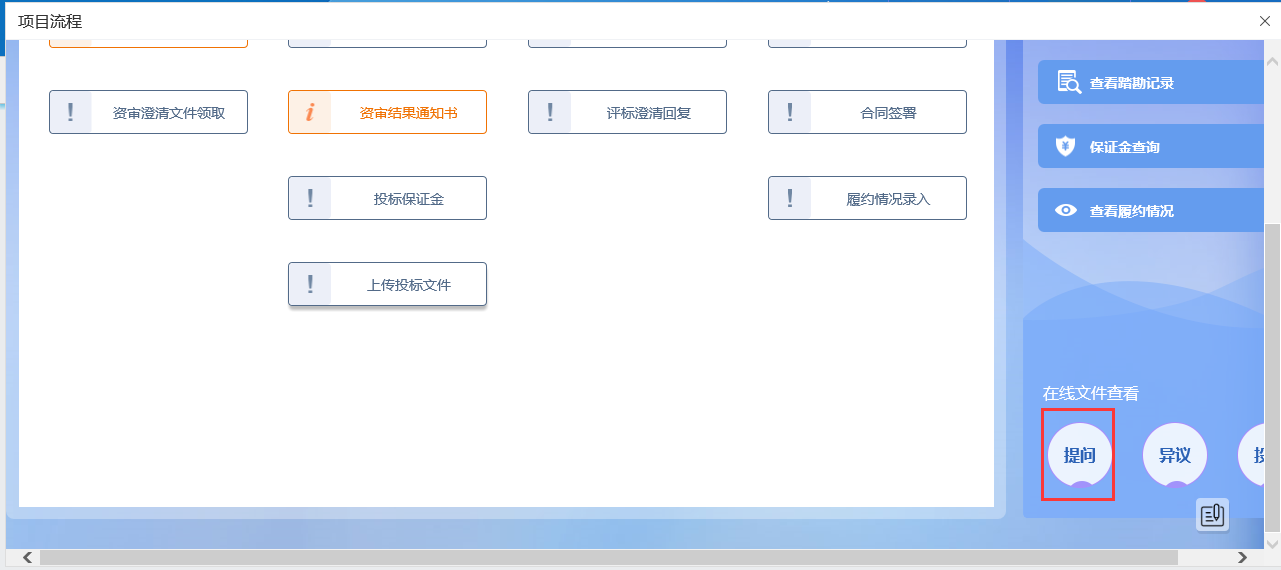 项目流程
资审澄清文件领取
资审结果通知书
评标澄清回复
合同签署
投标保证金
履约情况录入
上传投标文件
查看踏勘记录
保证金查询
查看履约情况
在线文件查看
提问
异议